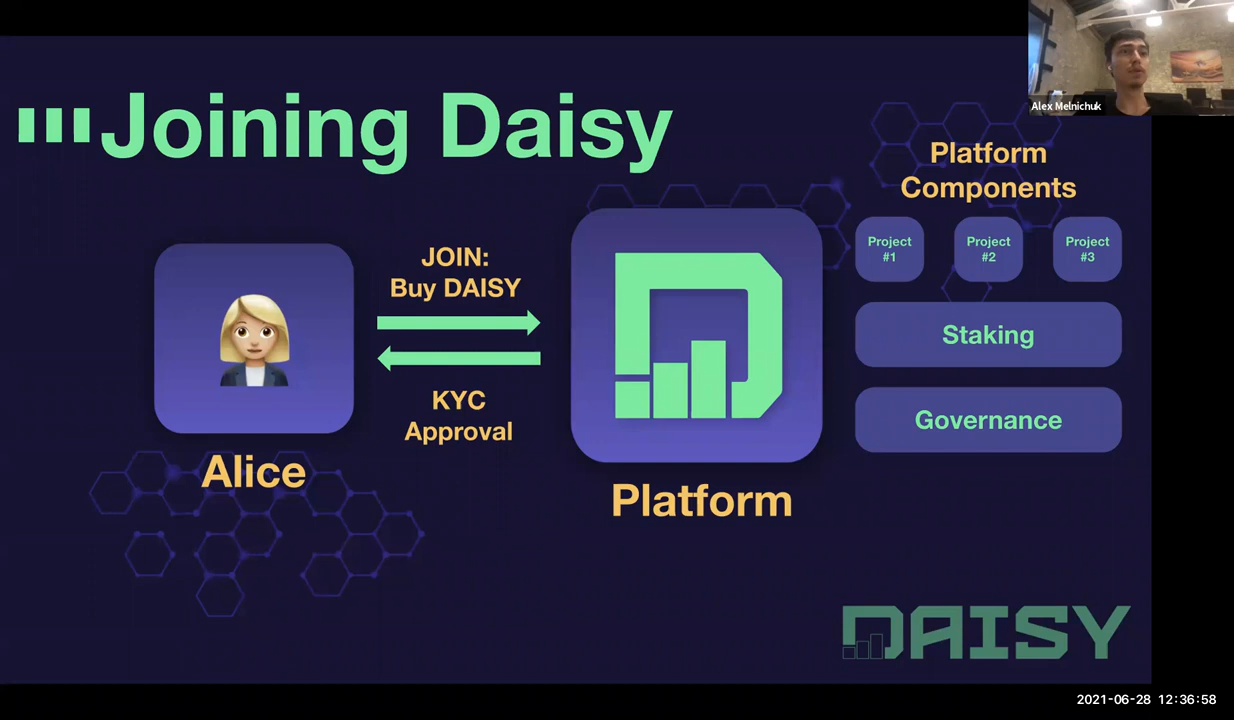 Joining Daisy
Alex Melnichuk
Platform
Components
Project
#1
Project
#2
Project
#3
JOIN:
Buy DAISY
KYC
Approval
Staking
Governance
Alice
Platform
DAISY
2021-06-28 12:36:58